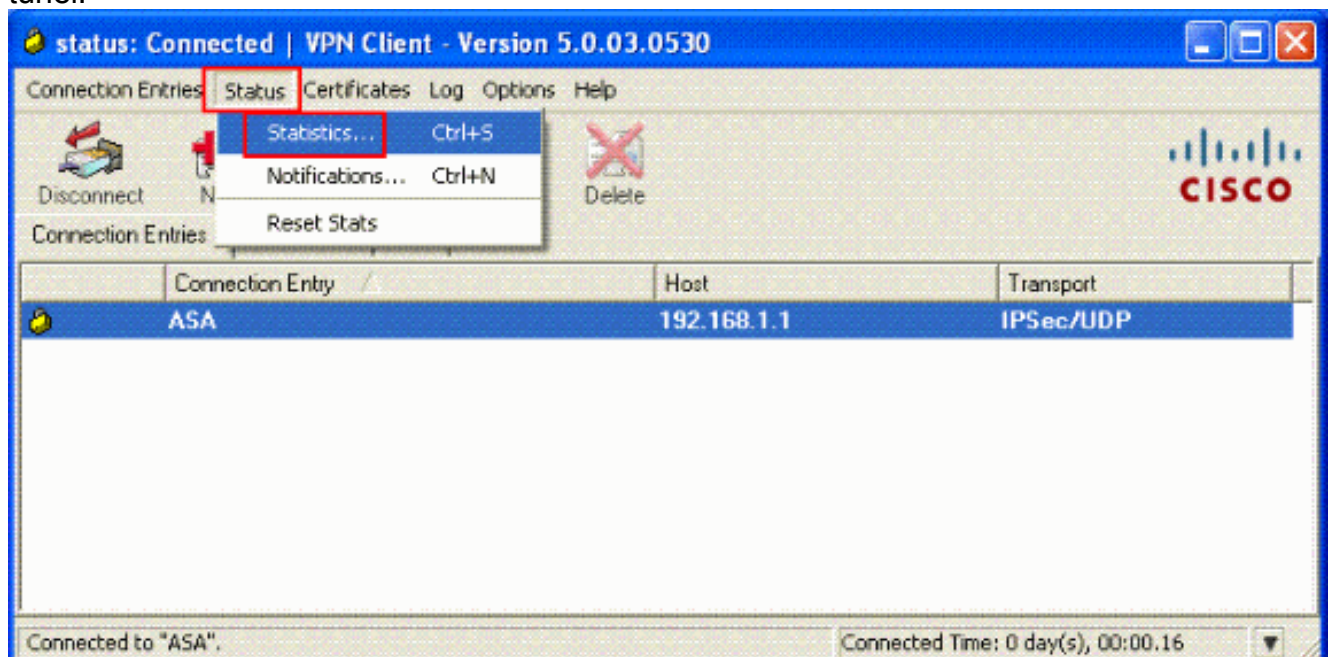 status: Connected | VPN Client - Version 5.0.03.0530
Connection Entries Status Certificates Log Options Help
Statistics... Ctrl+S
Notifications... Ctrl+N
Reset Stats
Disconnect N Delete
CISCO
Connection Entries
Connection Entry Host Transport
ASA 192.168.1.1 IPSec/UDP
Connected to "ASA". Connected Time: 0 day(s), 00:00.16